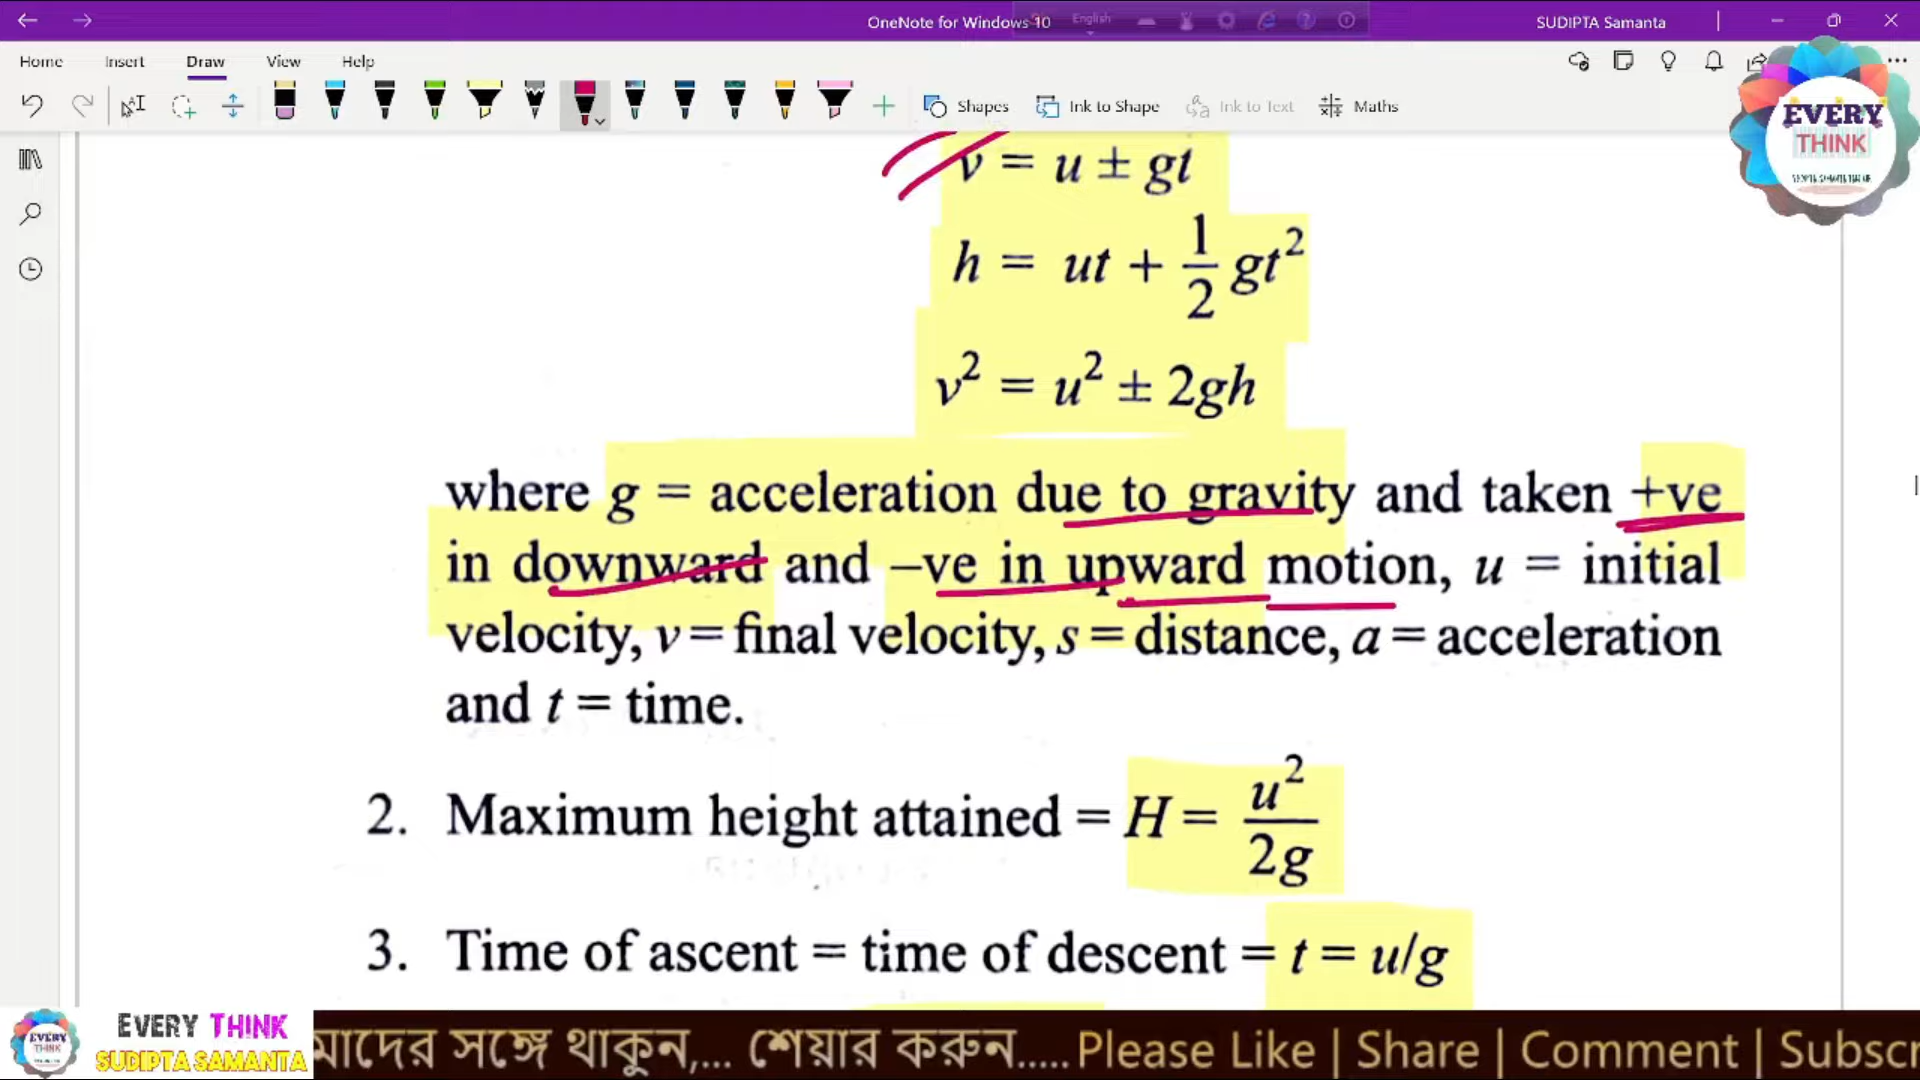 OneNote for Windows 10
English
SUDIPTA Samanta
Home Insert Draw View Help
Shapes Ink to Shape Ink to Text Maths
EVERY
THINK
v = u ± gt
h = ut + 1/2 gt²
v² = u² ± 2gh
where g = acceleration due to gravity and taken +ve
in downward and –ve in upward motion, u = initial
velocity, v = final velocity, s = distance, a = acceleration
and t = time.
2. Maximum height attained = H = u²/2g
3. Time of ascent = time of descent = t = u/g
EVERY THINK
SUDIPTA SAMANTA
মাদের সঙ্গে থাকুন,... শেয়ার করুন..... Please Like | Share | Comment | Subscr